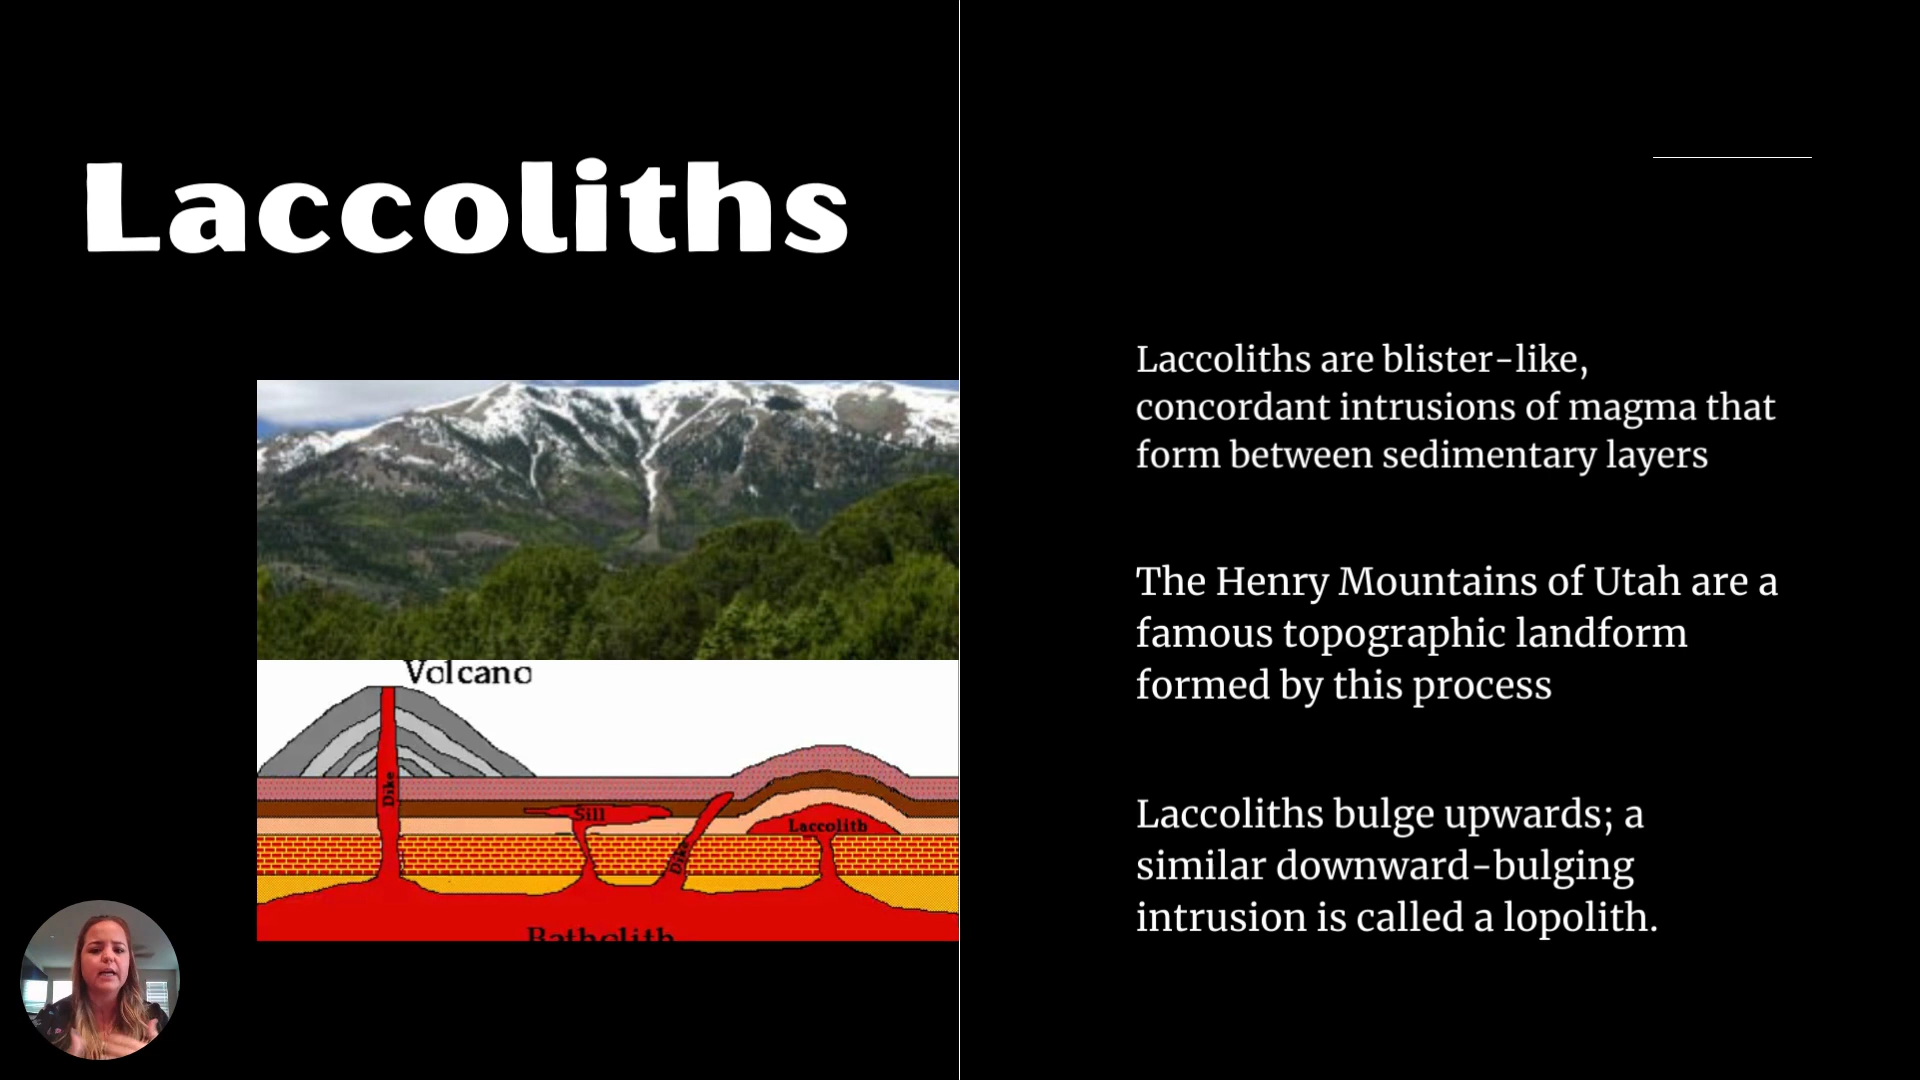 Laccoliths
Laccoliths are blister-like,
concordant intrusions of magma that
form between sedimentary layers
The Henry Mountains of Utah are a
famous topographic landform
formed by this process
Laccoliths bulge upwards; a
similar downward-bulging
intrusion is called a lopolith.
Volcano
Dike
Sill
Dike
Laccolith
Batholith